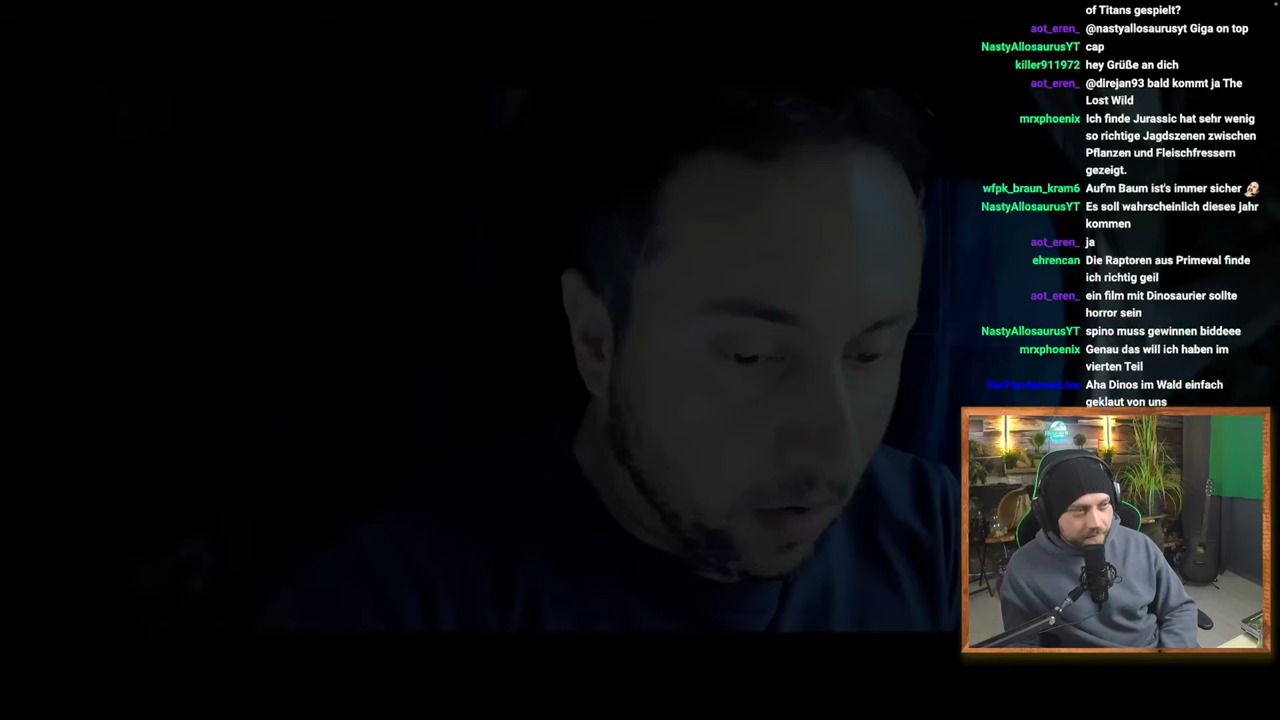 of Titans gespielt?
aot_eren_ @nastyallosaurusyt Giga on top
NastyAllosaurusYT cap
killer911972 hey Grüße an dich
aot_eren_ @direjan93 bald kommt ja The
Lost Wild
mrxphoenix Ich finde Jurassic hat sehr wenig
so richtige Jagdszenen zwischen
Pflanzen und Fleischfressern
gezeigt.
wfpk_braun_kram6 Auf'm Baum ist's immer sicher
NastyAllosaurusYT Es soll wahrscheinlich dieses jahr
kommen
aot_eren_ ja
ehrencan Die Raptoren aus Primeval finde
ich richtig geil
aot_eren_ ein film mit Dinosaurier sollte
horror sein
NastyAllosaurusYT spino muss gewinnen biddeee
mrxphoenix Genau das will ich haben im
vierten Teil
Aha Dinos im Wald einfach
geklaut von uns